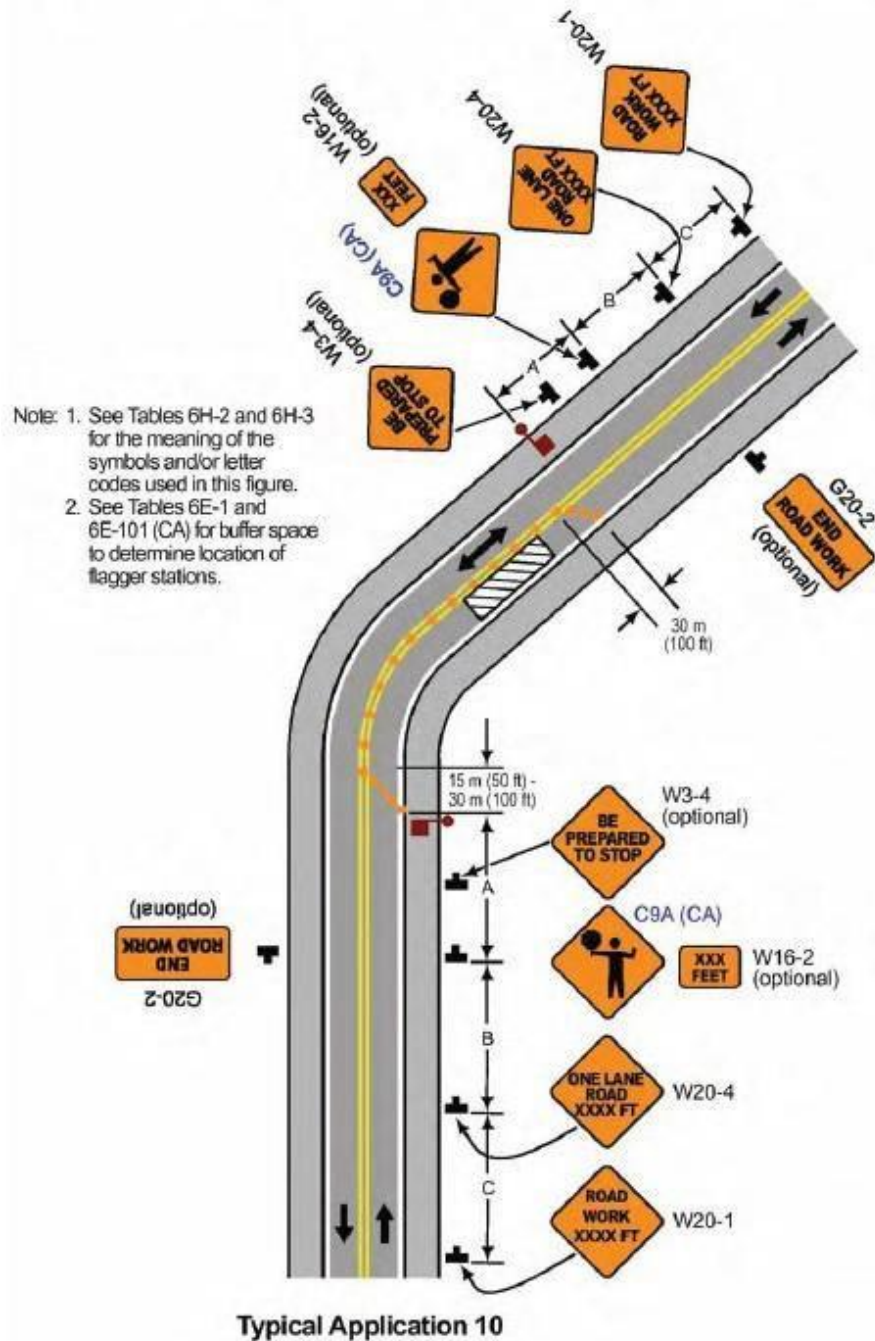 W20-1
ROAD
WORK
XXXX FT
W20-4
ONE LANE
ROAD
XXXX FT
W16-2
(optional)
XXX
FEET
C9A (CA)
W3-4
(optional)
BE
PREPARED
TO STOP
C
B
A
Note: 1. See Tables 6H-2 and 6H-3
for the meaning of the
symbols and/or letter
codes used in this figure.
2. See Tables 6E-1 and
6E-101 (CA) for buffer space
to determine location of
flagger stations.
G20-2
END
ROAD WORK
(optional)
30 m
(100 ft)
15 m (50 ft) -
30 m (100 ft)
BE
PREPARED
TO STOP
W3-4
(optional)
A
C9A (CA)
XXX
FEET
W16-2
(optional)
(optional)
END
ROAD WORK
G20-2
B
ONE LANE
ROAD
XXXX FT
W20-4
C
ROAD
WORK
XXXX FT
W20-1
Typical Application 10